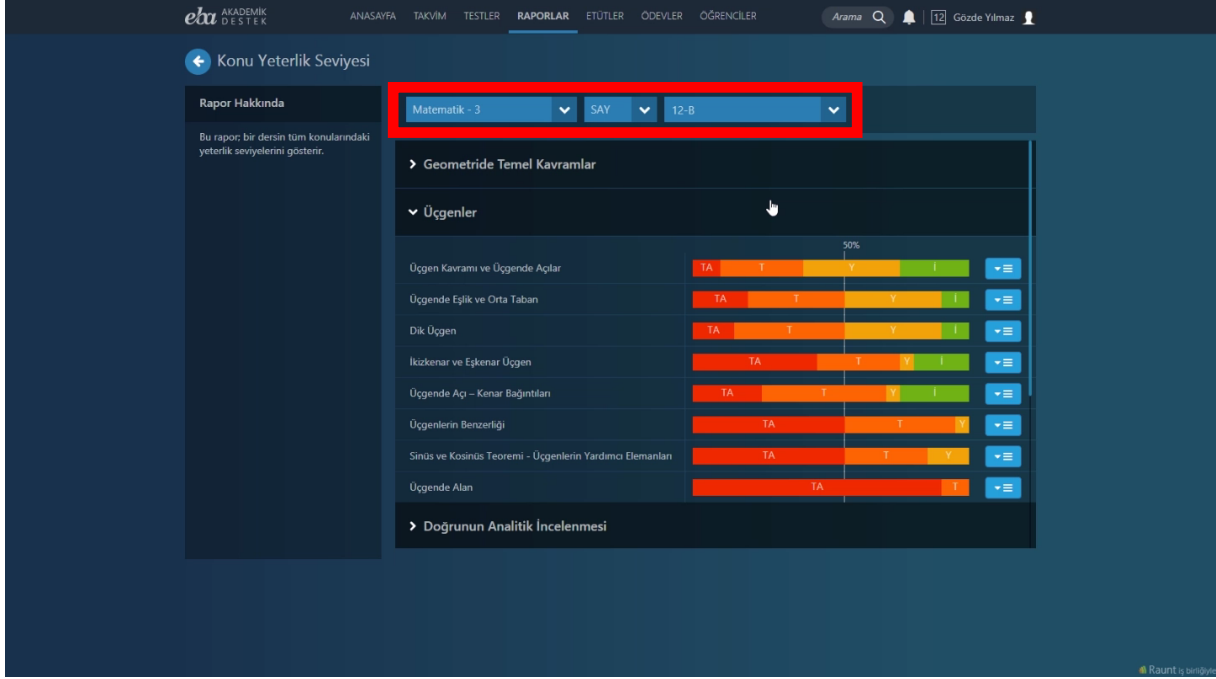 eba AKADEMİK DESTEK
ANASAYFA TAKVİM TESTLER RAPORLAR ETÜTLER ÖDEVLER ÖĞRENCİLER Arama 12 Gözde Yılmaz
Konu Yeterlik Seviyesi
Rapor Hakkında
Bu rapor; bir dersin tüm konularındaki
yeterlik seviyelerini gösterir.
Matematik - 3 SAY 12-B
Geometride Temel Kavramlar
Üçgenler
50%
Üçgen Kavramı ve Üçgende Açılar TA T Y İ
Üçgende Eşlik ve Orta Taban TA T Y İ
Dik Üçgen TA T Y İ
İkizkenar ve Eşkenar Üçgen TA T Y İ
Üçgende Açı – Kenar Bağıntıları TA T Y İ
Üçgenlerin Benzerliği TA T Y
Sinüs ve Kosinüs Teoremi - Üçgenlerin Yardımcı Elemanları TA T Y
Üçgende Alan TA T
Doğrunun Analitik İncelenmesi
Raunt iş birliğiyle